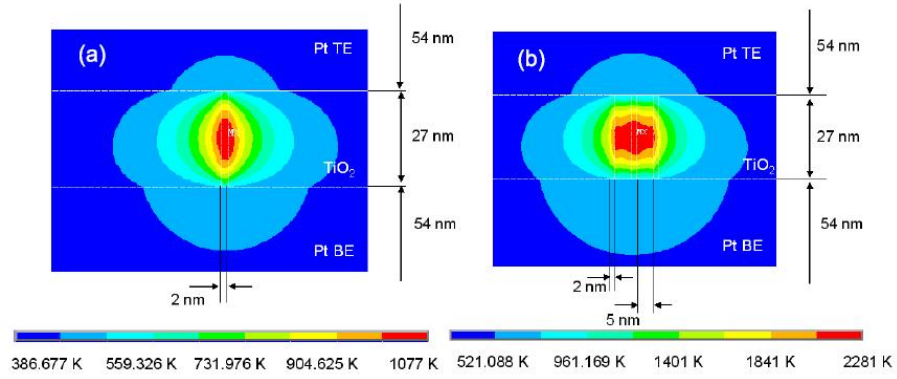 (a)
Pt TE
54 nm
27 nm
TiO₂
54 nm
Pt BE
2 nm
386.677 K 559.326 K 731.976 K 904.625 K 1077 K
(b)
Pt TE
54 nm
27 nm
TiO₂
54 nm
Pt BE
2 nm
5 nm
521.088 K 961.169 K 1401 K 1841 K 2281 K